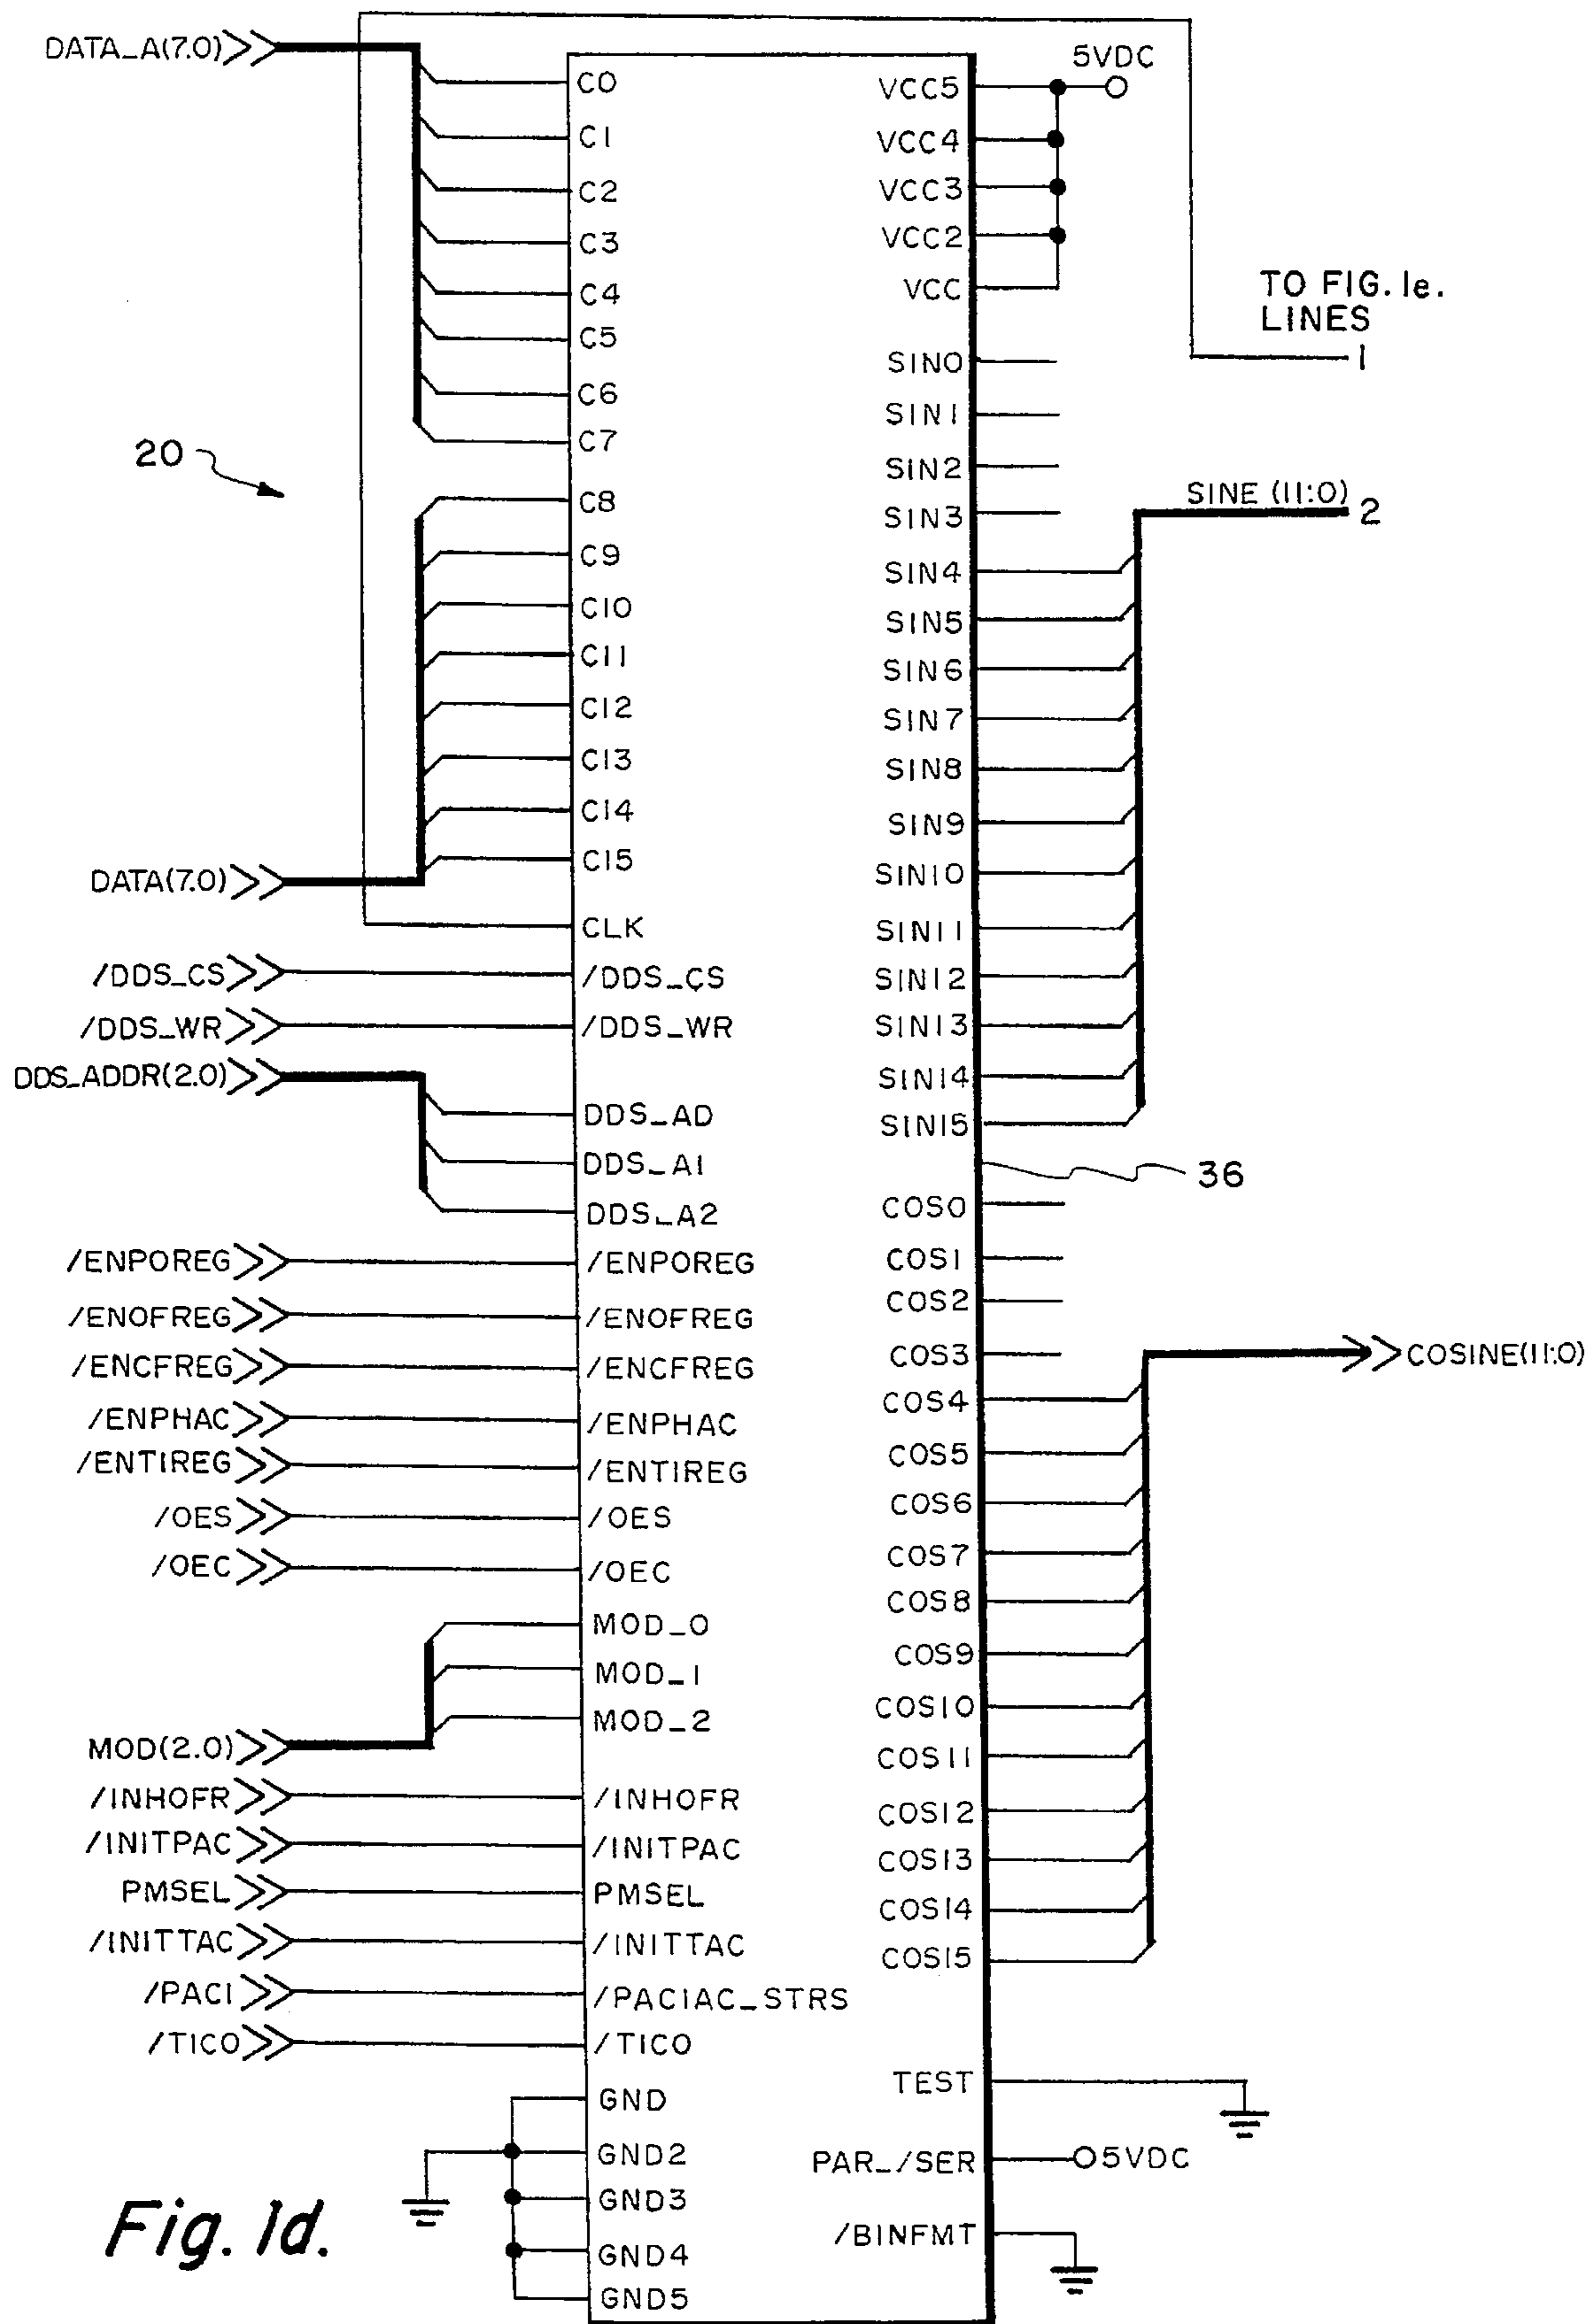 DATA_A(7.0)
C0
C1
C2
C3
C4
C5
C6
C7
20
C8
C9
C10
C11
C12
C13
C14
C15
DATA(7.0)
CLK
/DDS_CS /DDS_CS
/DDS_WR /DDS_WR
DDS_ADDR(2.0)
DDS_AD
DDS_A1
DDS_A2
/ENPOREG /ENPOREG
/ENOFREG /ENOFREG
/ENCFREG /ENCFREG
/ENPHAC /ENPHAC
/ENTIREG /ENTIREG
/OES /OES
/OEC /OEC
MOD_0
MOD_1
MOD_2
MOD(2.0)
/INHOFR /INHOFR
/INITPAC /INITPAC
PMSEL PMSEL
/INITTAC /INITTAC
/PACI /PACIAC_STRS
/TICO /TICO
GND
GND2
GND3
GND4
GND5
5VDC
VCC5
VCC4
VCC3
VCC2
VCC
TO FIG. 1e.
LINES
1
SIN0
SIN1
SIN2
SIN3
SINE (11:0) 2
SIN4
SIN5
SIN6
SIN7
SIN8
SIN9
SIN10
SIN11
SIN12
SIN13
SIN14
SIN15
36
COS0
COS1
COS2
COS3
COSINE(11:0)
COS4
COS5
COS6
COS7
COS8
COS9
COS10
COS11
COS12
COS13
COS14
COS15
TEST
PAR_/SER 5VDC
/BINFMT
Fig. 1d.